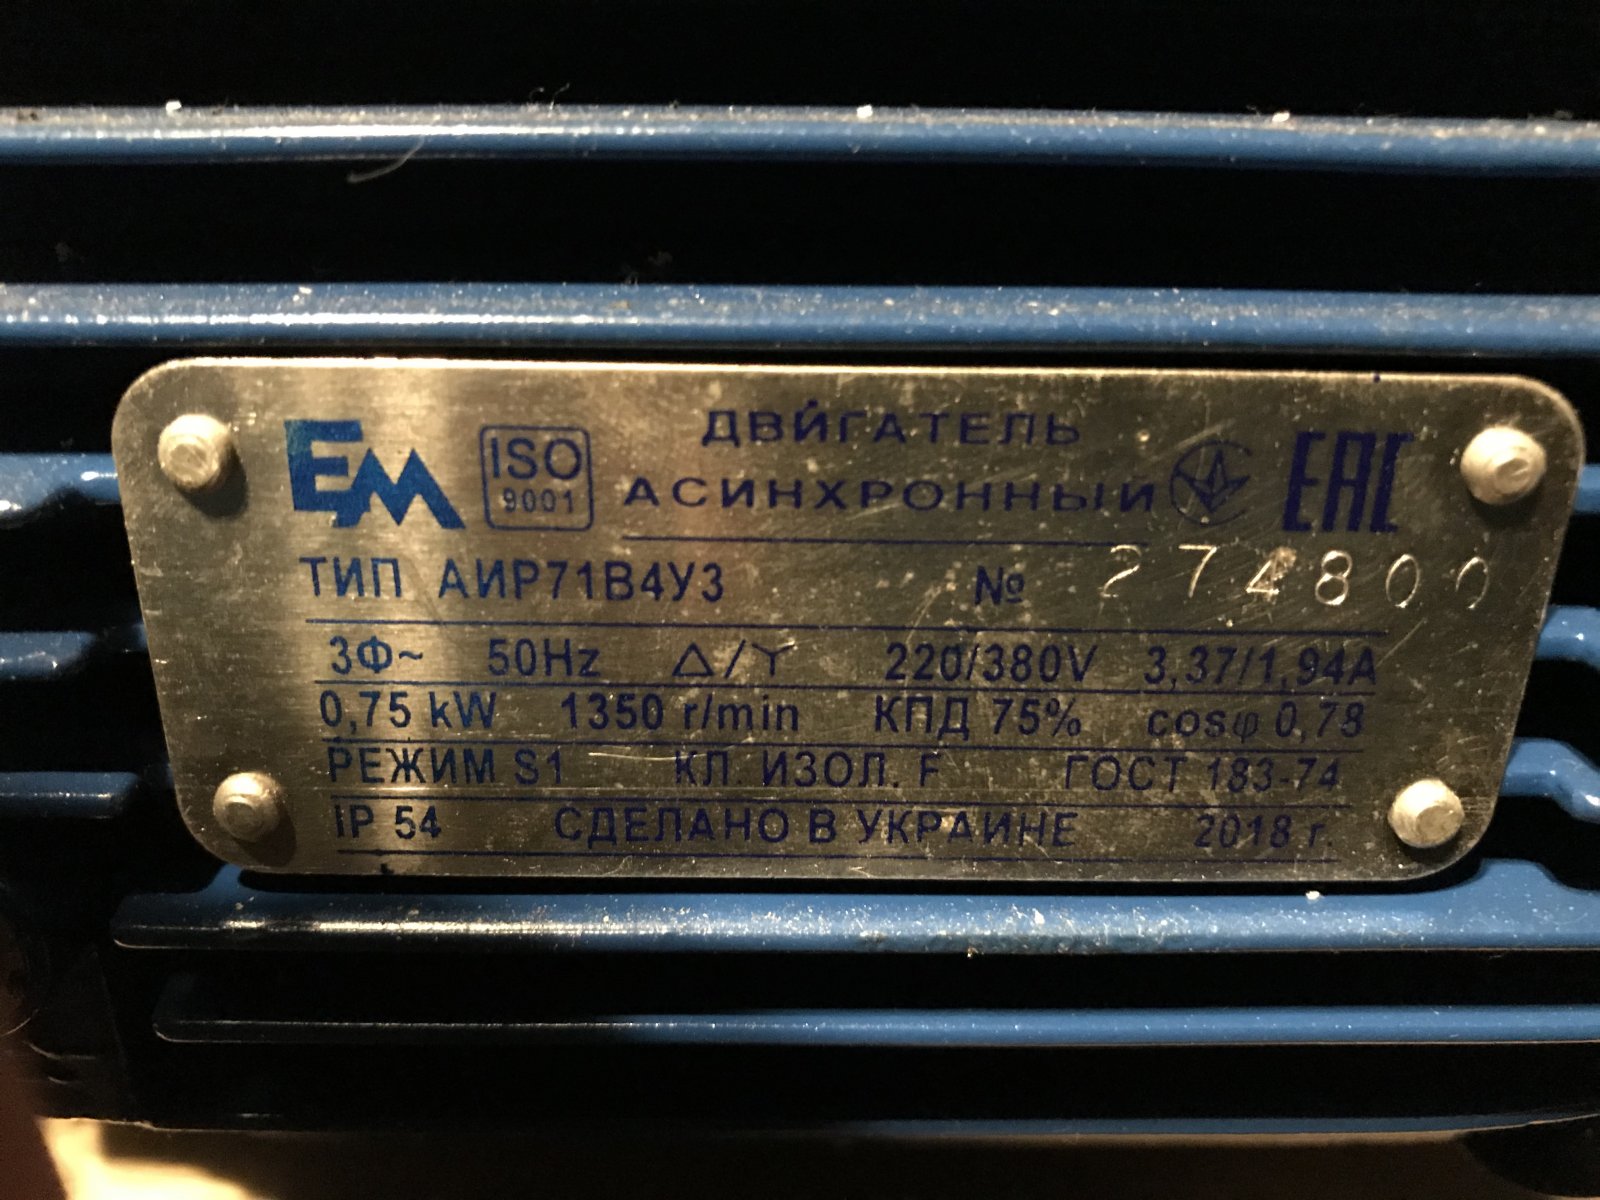 ЕМ ISO 9001 ДВИГАТЕЛЬ АСИНХРОННЫЙ ЕАС
ТИП АИР71В4У3 № 274800
3Ф~ 50Hz Δ/Y 220/380V 3,37/1,94A
0,75 kW 1350 r/min КПД 75% cosφ 0,78
РЕЖИМ S1 КЛ. ИЗОЛ. F ГОСТ 183-74
IP 54 СДЕЛАНО В УКРАИНЕ 2018 г.